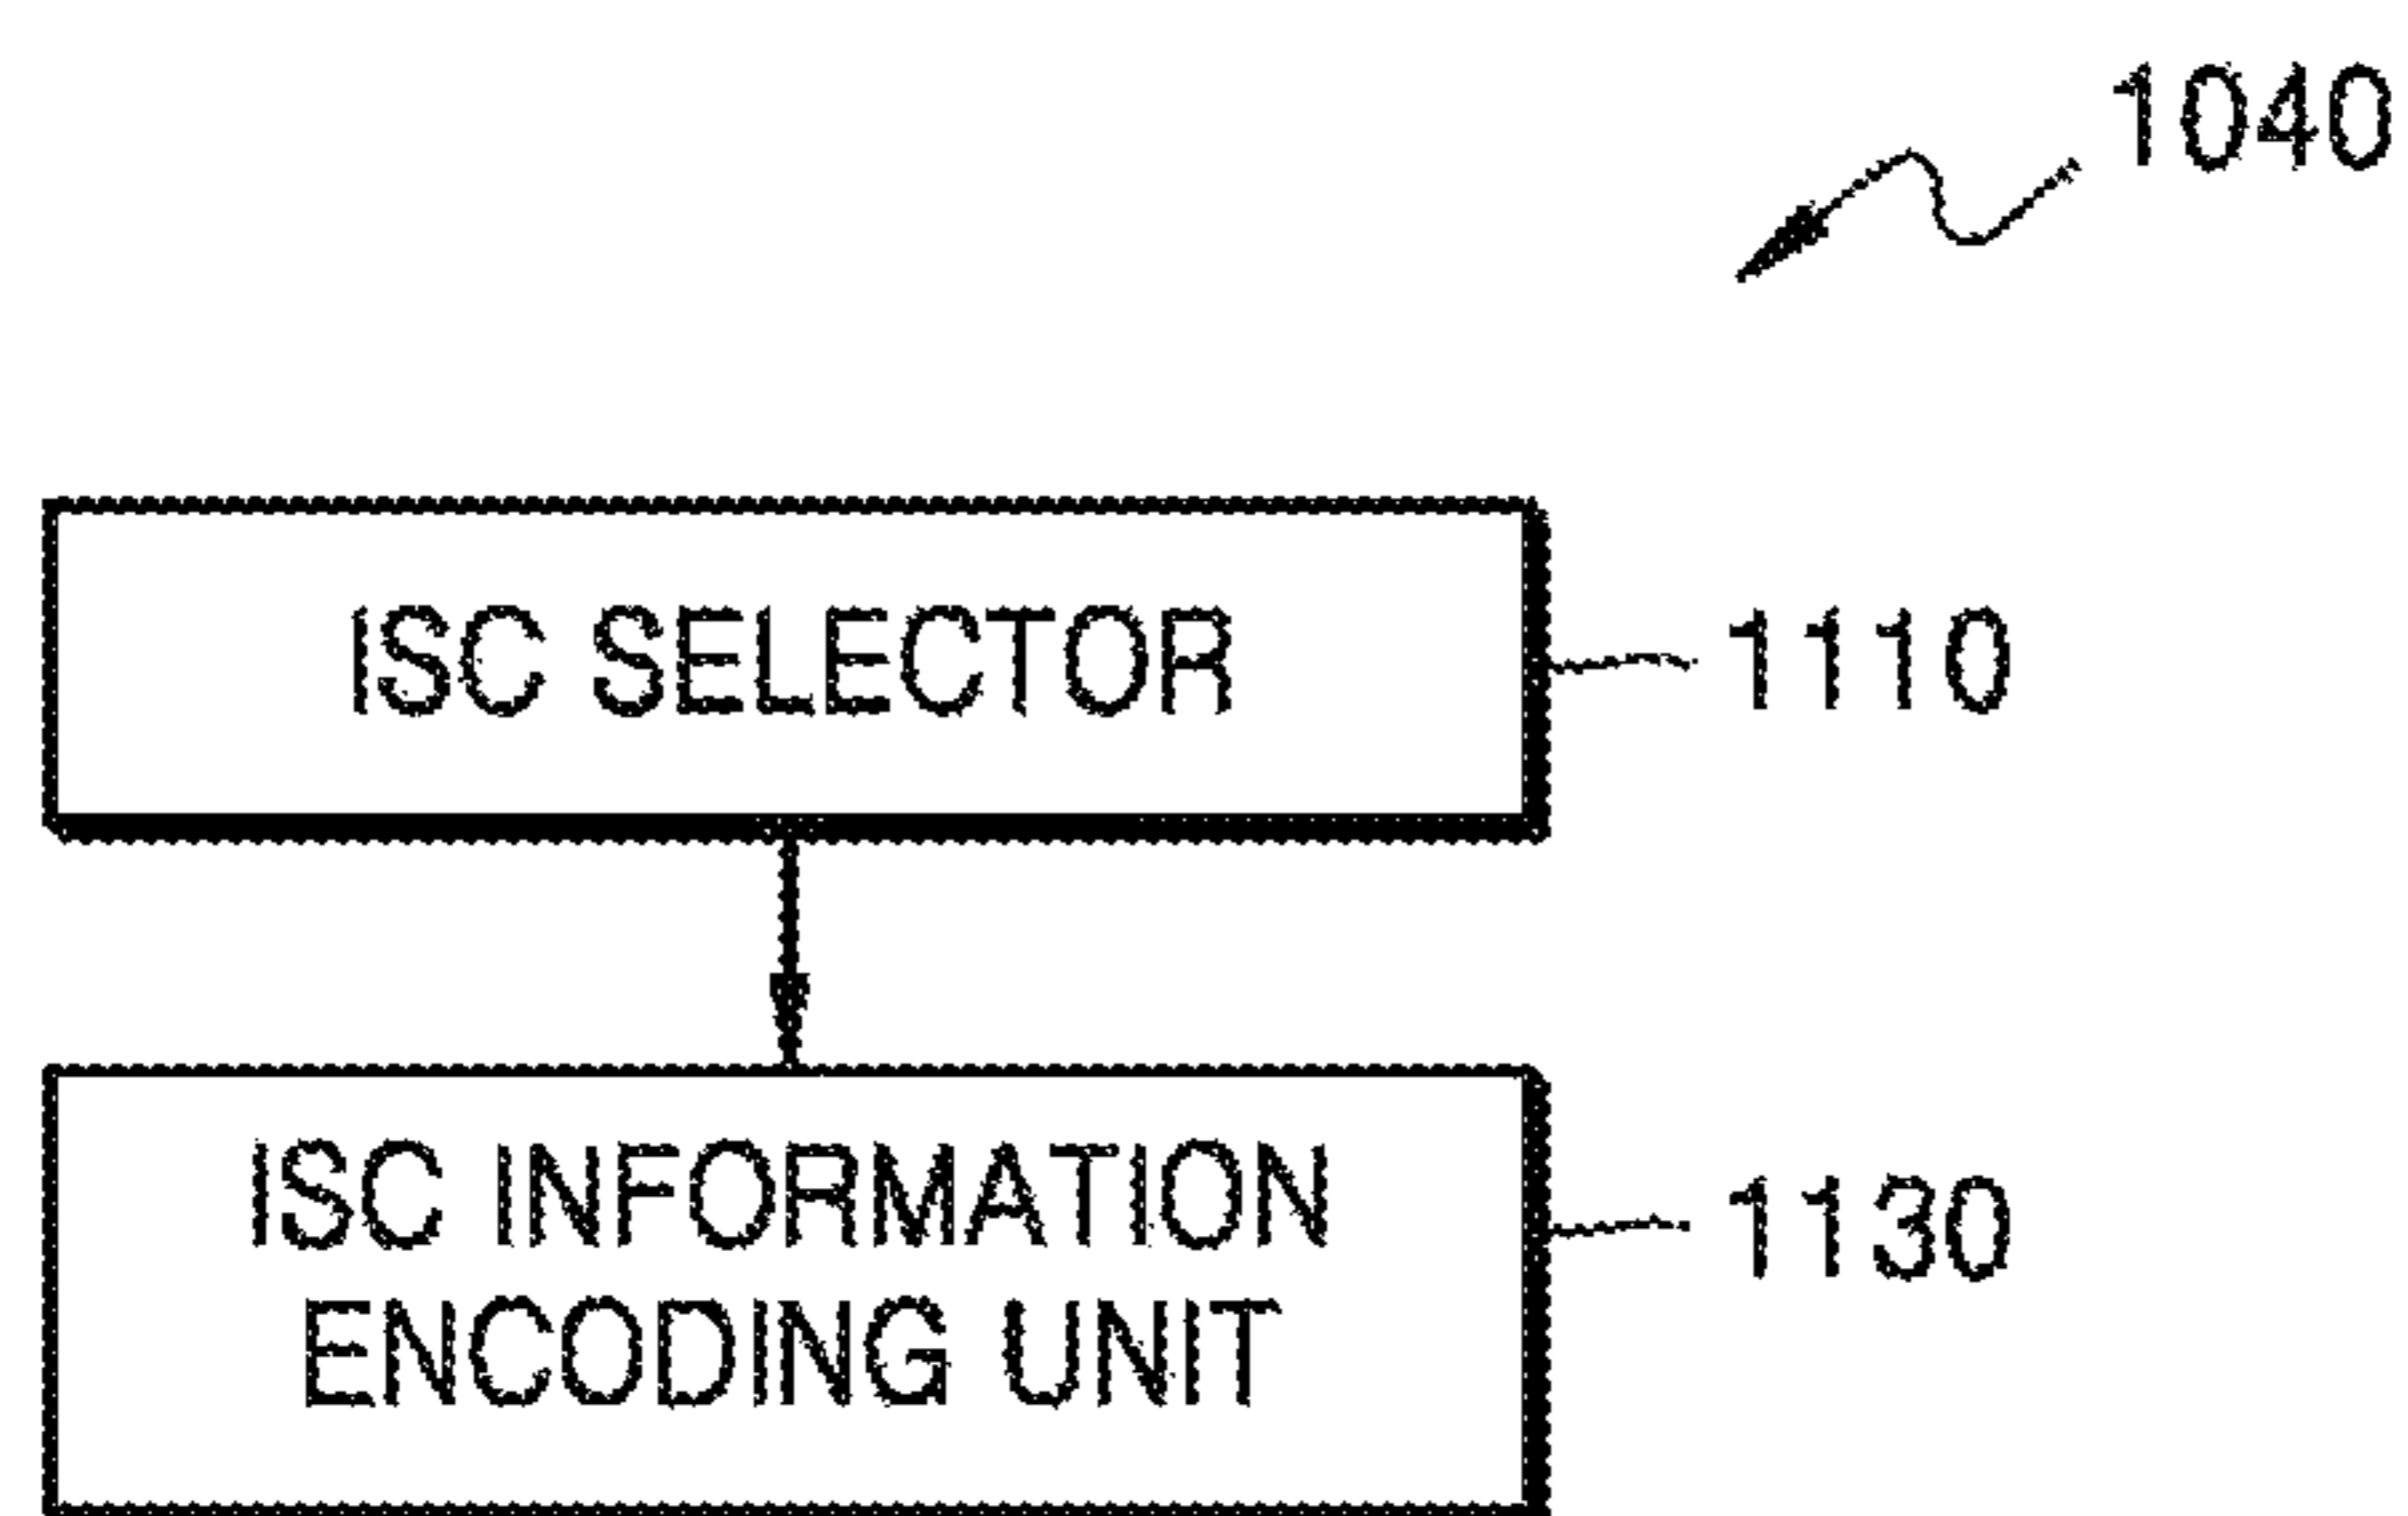 1040
ISC SELECTOR
1110
ISC INFORMATION
ENCODING UNIT
1130